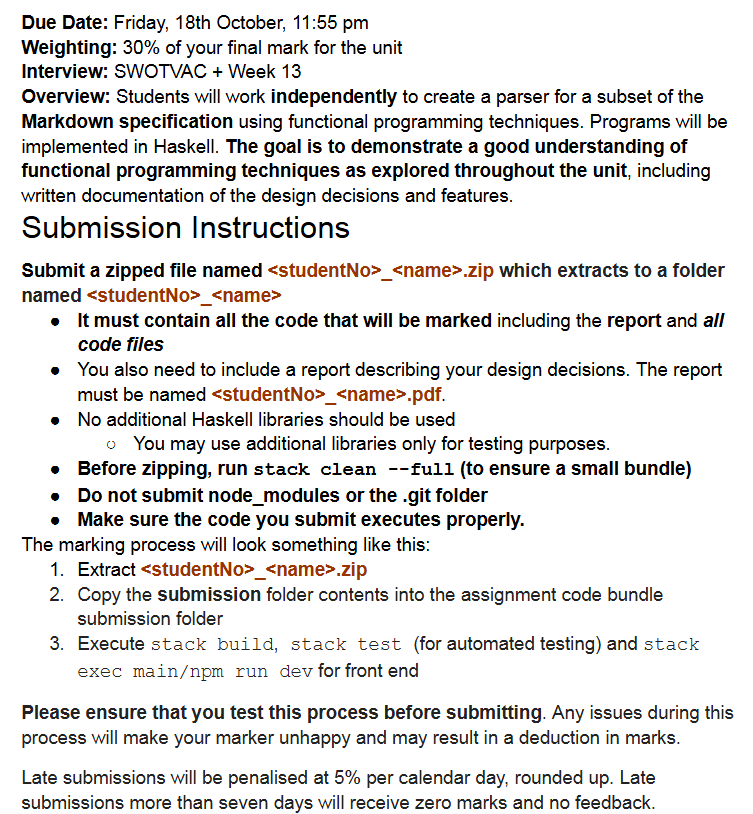 Due Date: Friday, 18th October, 11:55 pm
Weighting: 30% of your final mark for the unit
Interview: SWOTVAC + Week 13
Overview: Students will work independently to create a parser for a subset of the
Markdown specification using functional programming techniques. Programs will be
implemented in Haskell. The goal is to demonstrate a good understanding of
functional programming techniques as explored throughout the unit, including
written documentation of the design decisions and features.
Submission Instructions
Submit a zipped file named <studentNo>_<name>.zip which extracts to a folder
named <studentNo>_<name>
● It must contain all the code that will be marked including the report and all
code files
● You also need to include a report describing your design decisions. The report
must be named <studentNo>_<name>.pdf.
● No additional Haskell libraries should be used
○ You may use additional libraries only for testing purposes.
● Before zipping, run stack clean --full (to ensure a small bundle)
● Do not submit node_modules or the .git folder
● Make sure the code you submit executes properly.
The marking process will look something like this:
1. Extract <studentNo>_<name>.zip
2. Copy the submission folder contents into the assignment code bundle
submission folder
3. Execute stack build, stack test (for automated testing) and stack
exec main/npm run dev for front end
Please ensure that you test this process before submitting. Any issues during this
process will make your marker unhappy and may result in a deduction in marks.
Late submissions will be penalised at 5% per calendar day, rounded up. Late
submissions more than seven days will receive zero marks and no feedback.